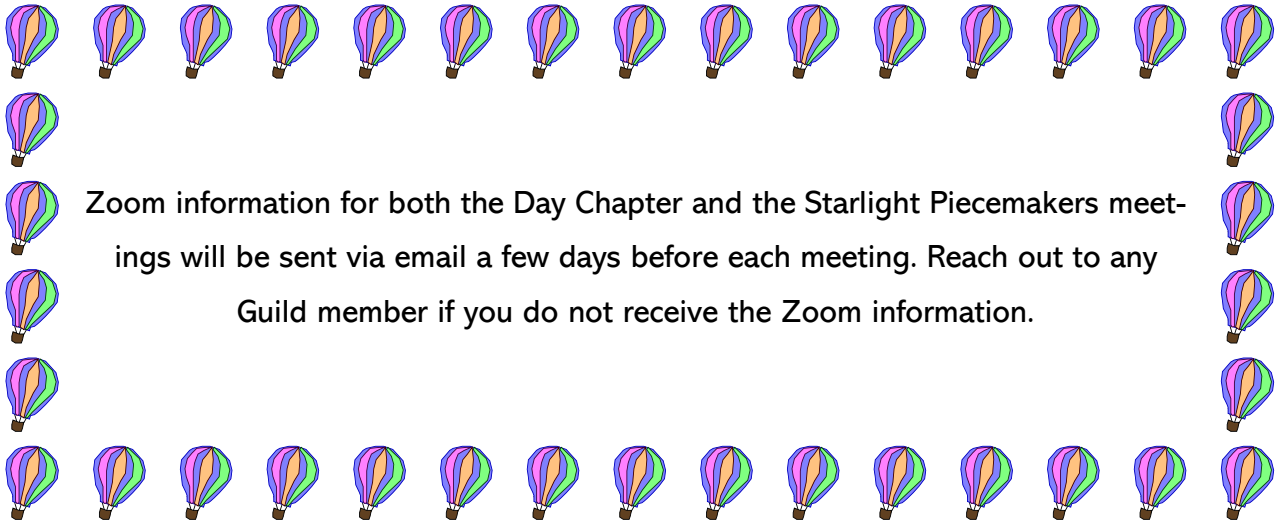 Zoom information for both the Day Chapter and the Starlight Piecemakers meet-
ings will be sent via email a few days before each meeting. Reach out to any
Guild member if you do not receive the Zoom information.